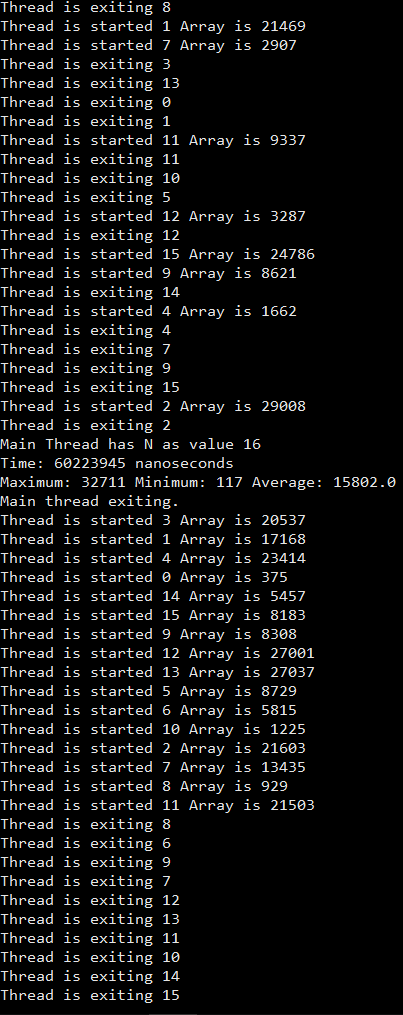 Thread is exiting 8
Thread is started 1 Array is 21469
Thread is started 7 Array is 2907
Thread is exiting 3
Thread is exiting 13
Thread is exiting 0
Thread is exiting 1
Thread is started 11 Array is 9337
Thread is exiting 11
Thread is exiting 10
Thread is exiting 5
Thread is started 12 Array is 3287
Thread is exiting 12
Thread is started 15 Array is 24786
Thread is started 9 Array is 8621
Thread is exiting 14
Thread is started 4 Array is 1662
Thread is exiting 4
Thread is exiting 7
Thread is exiting 9
Thread is exiting 15
Thread is started 2 Array is 29008
Thread is exiting 2
Main Thread has N as value 16
Time: 60223945 nanoseconds
Maximum: 32711 Minimum: 117 Average: 15802.0
Main thread exiting.
Thread is started 3 Array is 20537
Thread is started 1 Array is 17168
Thread is started 4 Array is 23414
Thread is started 0 Array is 375
Thread is started 14 Array is 5457
Thread is started 15 Array is 8183
Thread is started 9 Array is 8308
Thread is started 12 Array is 27001
Thread is started 13 Array is 27037
Thread is started 5 Array is 8729
Thread is started 6 Array is 5815
Thread is started 10 Array is 1225
Thread is started 2 Array is 21603
Thread is started 7 Array is 13435
Thread is started 8 Array is 929
Thread is started 11 Array is 21503
Thread is exiting 8
Thread is exiting 6
Thread is exiting 9
Thread is exiting 7
Thread is exiting 12
Thread is exiting 13
Thread is exiting 11
Thread is exiting 10
Thread is exiting 14
Thread is exiting 15